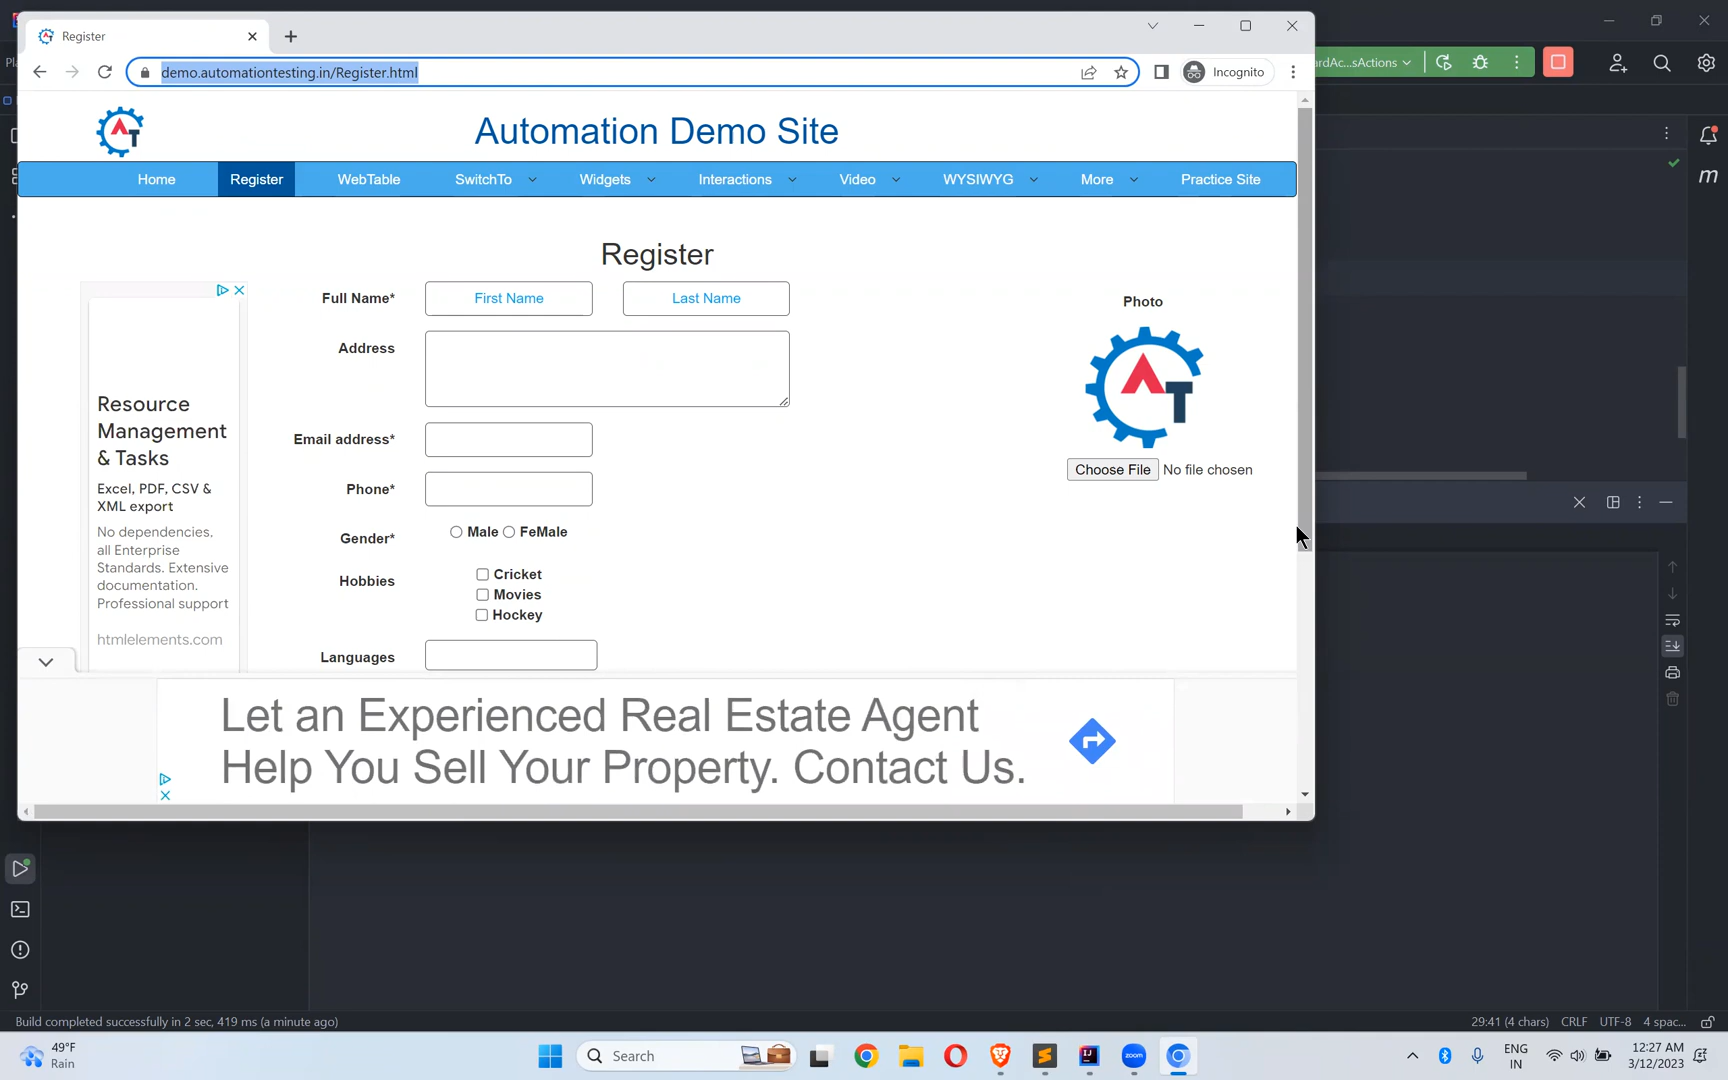 Register
demo.automationtesting.in/Register.html
Incognito
rdAc...sActions
Automation Demo Site
Home Register WebTable SwitchTo Widgets Interactions Video WYSIWYG More Practice Site
Register
Full Name* First Name Last Name
Photo
Address
Email address*
Choose File No file chosen
Phone*
Gender* Male FeMale
Hobbies Cricket
Movies
Hockey
Languages
Resource
Management
& Tasks
Excel, PDF, CSV &
XML export
No dependencies,
all Enterprise
Standards. Extensive
documentation.
Professional support
htmlelements.com
Let an Experienced Real Estate Agent
Help You Sell Your Property. Contact Us.
Build completed successfully in 2 sec, 419 ms (a minute ago)
29:41 (4 chars) CRLF UTF-8 4 spac...
49°F
Rain
Search
zoom
ENG
IN
12:27 AM
3/12/2023